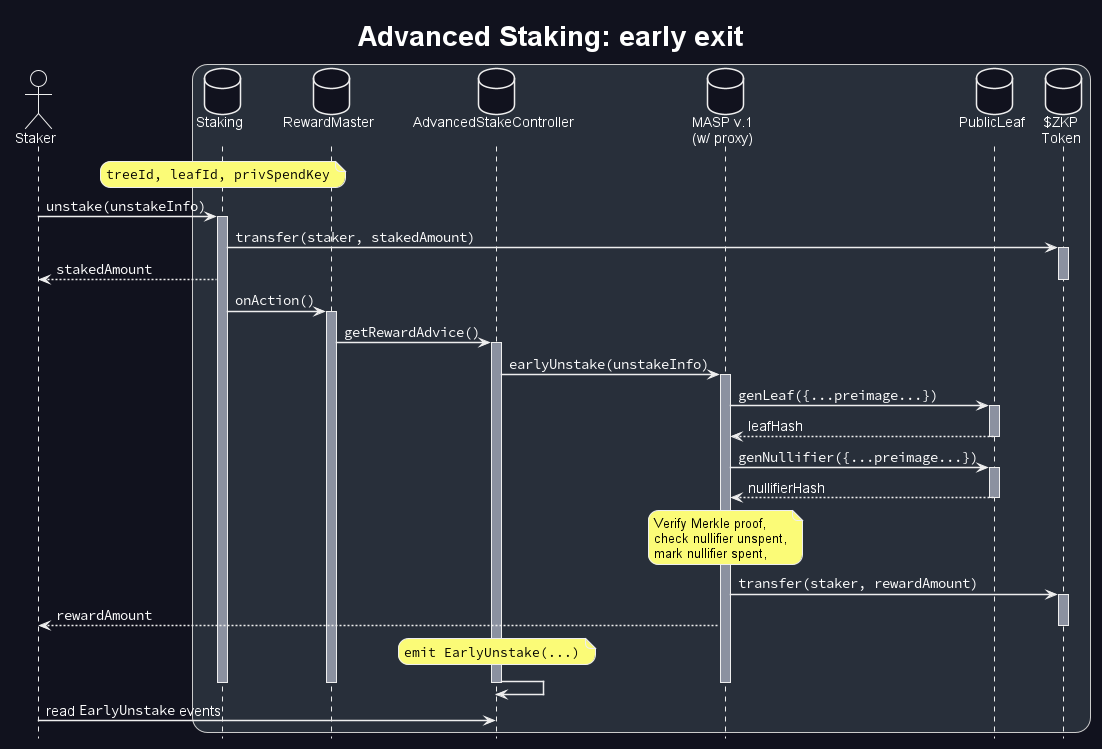 Advanced Staking: early exit
Staker
Staking
RewardMaster
AdvancedStakeController
MASP v.1
(w/ proxy)
PublicLeaf
$ZKP
Token
treeId, leafId, privSpendKey
unstake(unstakeInfo)
transfer(staker, stakedAmount)
stakedAmount
onAction()
getRewardAdvice()
earlyUnstake(unstakeInfo)
genLeaf({...preimage...})
leafHash
genNullifier({...preimage...})
nullifierHash
Verify Merkle proof,
check nullifier unspent,
mark nullifier spent,
transfer(staker, rewardAmount)
rewardAmount
emit EarlyUnstake(...)
read EarlyUnstake events